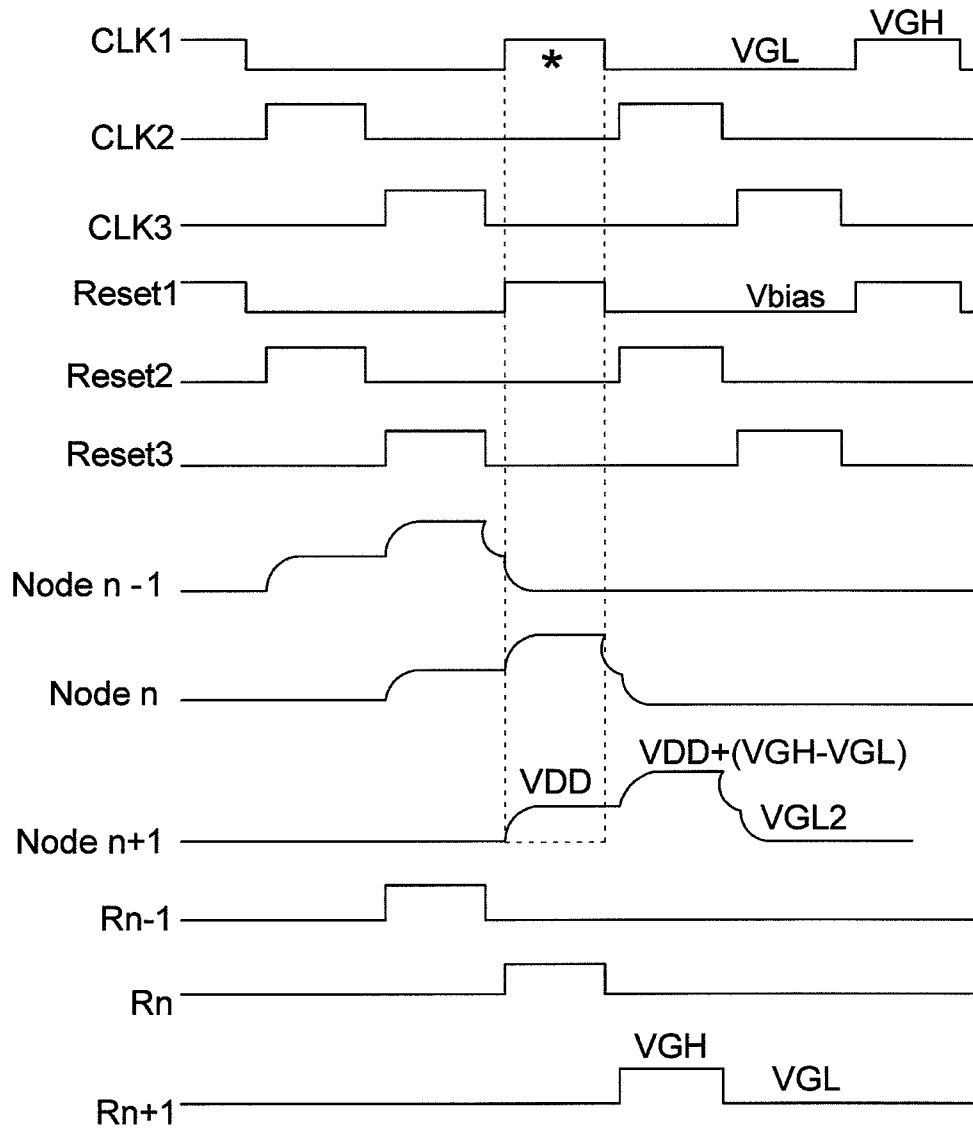 CLK1
*
VGL
VGH
CLK2
CLK3
Reset1
Vbias
Reset2
Reset3
Node n -1
Node n
VDD
VDD+(VGH-VGL)
Node n+1
VGL2
Rn-1
Rn
VGH
Rn+1
VGL